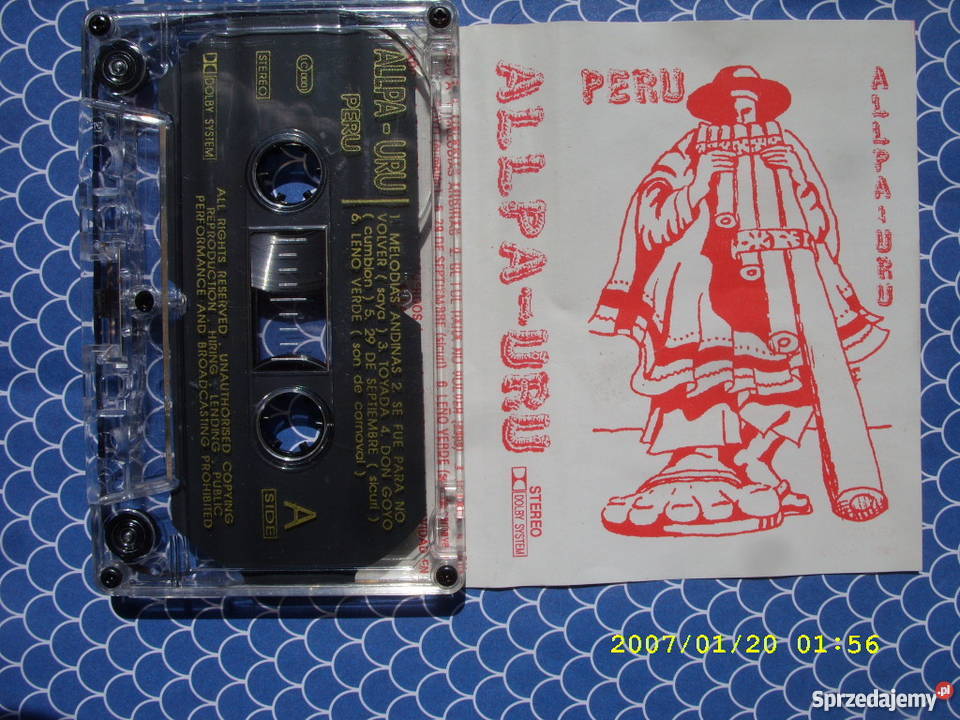 ALLPA - URU
PERU
STEREO
DOLBY SYSTEM
1. MELODIAS ANDINAS 2. SE FUE PARA NO
VOLVER ( saya ) 3. TOYADA 4. DON GOYO
( cumbion ) 5. 29 DE SEPTIEMBRE ( sicuri )
6. LENO VERDE ( son de carnaval )
ALL RIGHTS RESERVED. UNAUTHORISED COPYING
REPRODUCTION. HIRING. LENDING. PUBLIC
PERFORMANCE AND BROADCASTING PROHIBITED
A
SIDE
ALLPA-URU
STEREO
DOLBY SYSTEM
PERU
ALLPA-URU
2007/01/20 01:56
Sprzedajemy.pl